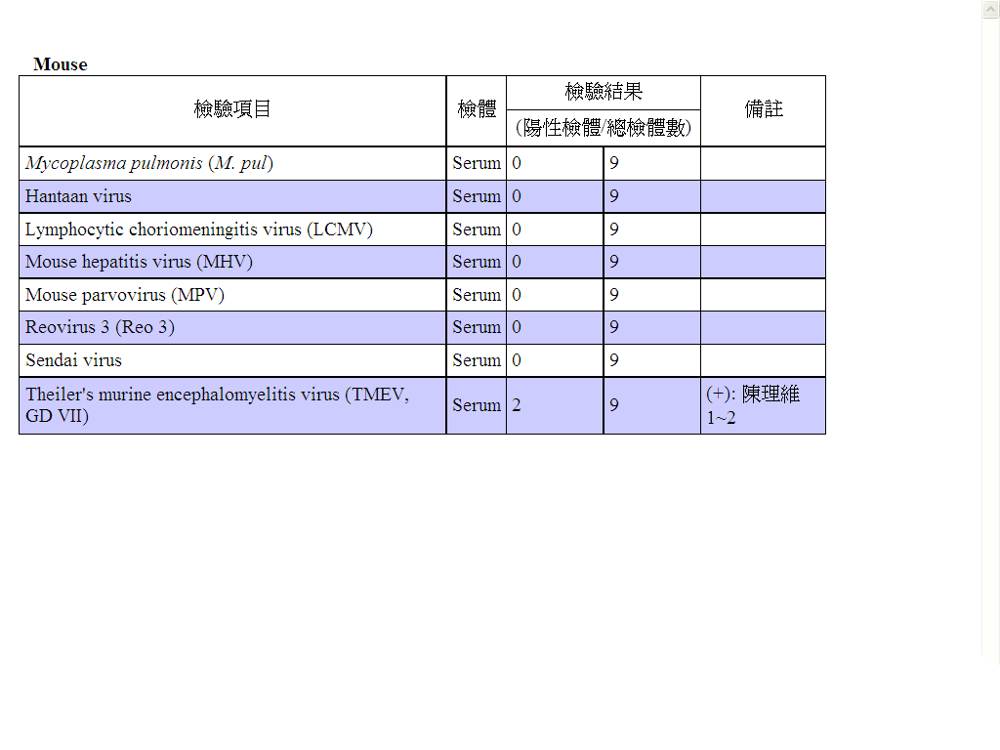 Mouse
檢驗項目 檢體 檢驗結果 備註
(陽性檢體/總檢體數)
Mycoplasma pulmonis (M. pul) Serum 0 9
Hantaan virus Serum 0 9
Lymphocytic choriomeningitis virus (LCMV) Serum 0 9
Mouse hepatitis virus (MHV) Serum 0 9
Mouse parvovirus (MPV) Serum 0 9
Reovirus 3 (Reo 3) Serum 0 9
Sendai virus Serum 0 9
Theiler's murine encephalomyelitis virus (TMEV, GD VII) Serum 2 9 (+): 陳理維 1~2